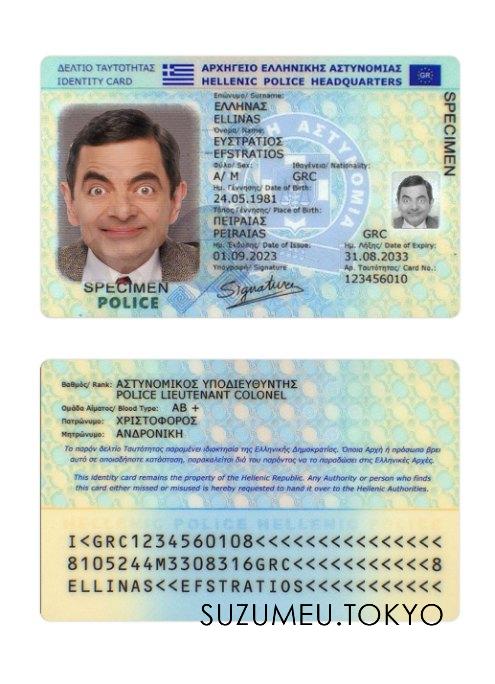 ΔΕΛΤΙΟ ΤΑΥΤΟΤΗΤΑΣ
IDENTITY CARD
ΑΡΧΗΓΕΙΟ ΕΛΛΗΝΙΚΗΣ ΑΣΤΥΝΟΜΙΑΣ
HELLENIC POLICE HEADQUARTERS
GR
Επώνυμο/ Surname:
ΕΛΛΗΝΑΣ
ELLINAS
Όνομα/ Name:
ΕΥΣΤΡΑΤΙΟΣ
EFSTRATIOS
Φύλο/ Sex: Ιθαγένεια/ Nationality:
Α/ M GRC
Ημ. Γέννησης/ Date of Birth:
24.05.1981
Τόπος Γέννησης/ Place of Birth:
ΠΕΙΡΑΙΑΣ
PEIRAIAS GRC
Ημ. Έκδοσης/ Date of Issue: Ημ. Λήξης/ Date of Expiry:
01.09.2023 31.08.2033
Υπογραφή/ Signature Αρ. Ταυτότητας/ Card No.:
Signature 123456010
SPECIMEN
POLICE
SPECIMEN
ΑΣΤΥΝΟΜΙΑ
Βαθμός/ Rank: ΑΣΤΥΝΟΜΙΚΟΣ ΥΠΟΔΙΕΥΘΥΝΤΗΣ
POLICE LIEUTENANT COLONEL
Ομάδα Αίματος/ Blood Type: AB +
Πατρώνυμο: ΧΡΙΣΤΟΦΟΡΟΣ
Μητρώνυμο: ΑΝΔΡΟΝΙΚΗ
Το παρόν δελτίο Ταυτότητας παραμένει ιδιοκτησία της Ελληνικής Δημοκρατίας. Όποια Αρχή ή πρόσωπο βρει
αυτό σε οποιαδήποτε κατάσταση, παρακαλείται διά του παρόντος να το παραδώσει στις Ελληνικές Αρχές.
This identity card remains the property of the Hellenic Republic. Any Authority or person who finds
this card either missed or misused is hereby requested to hand it over to the Hellenic Authorities.
POLICE HELLENI
I<GRC1234560108<<<<<<<<<<<<<<<
8105244M3308316GRC<<<<<<<<<<<8
ELLINAS<<EFSTRATIOS<<<<<<<<<<<
SUZUMEU.TOKYO